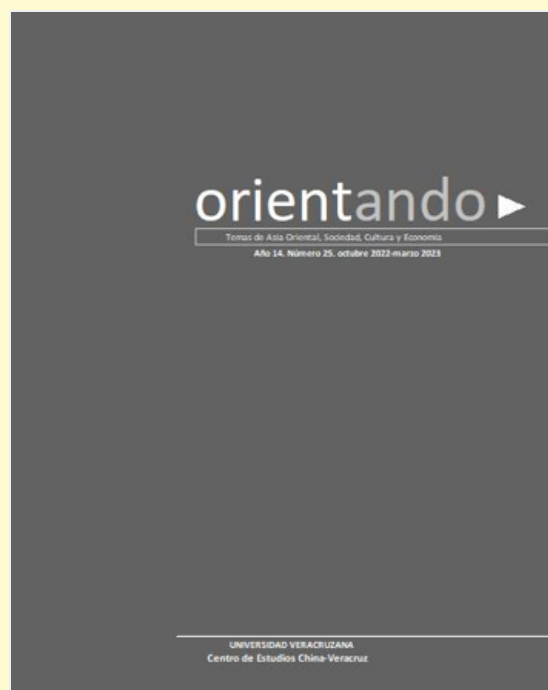 orientando
Temas de Asia Oriental, Sociedad, Cultura y Economía
Año 14, Número 25. octubre 2022-marzo 2023
UNIVERSIDAD VERACRUZANA
Centro de Estudios China-Veracruz